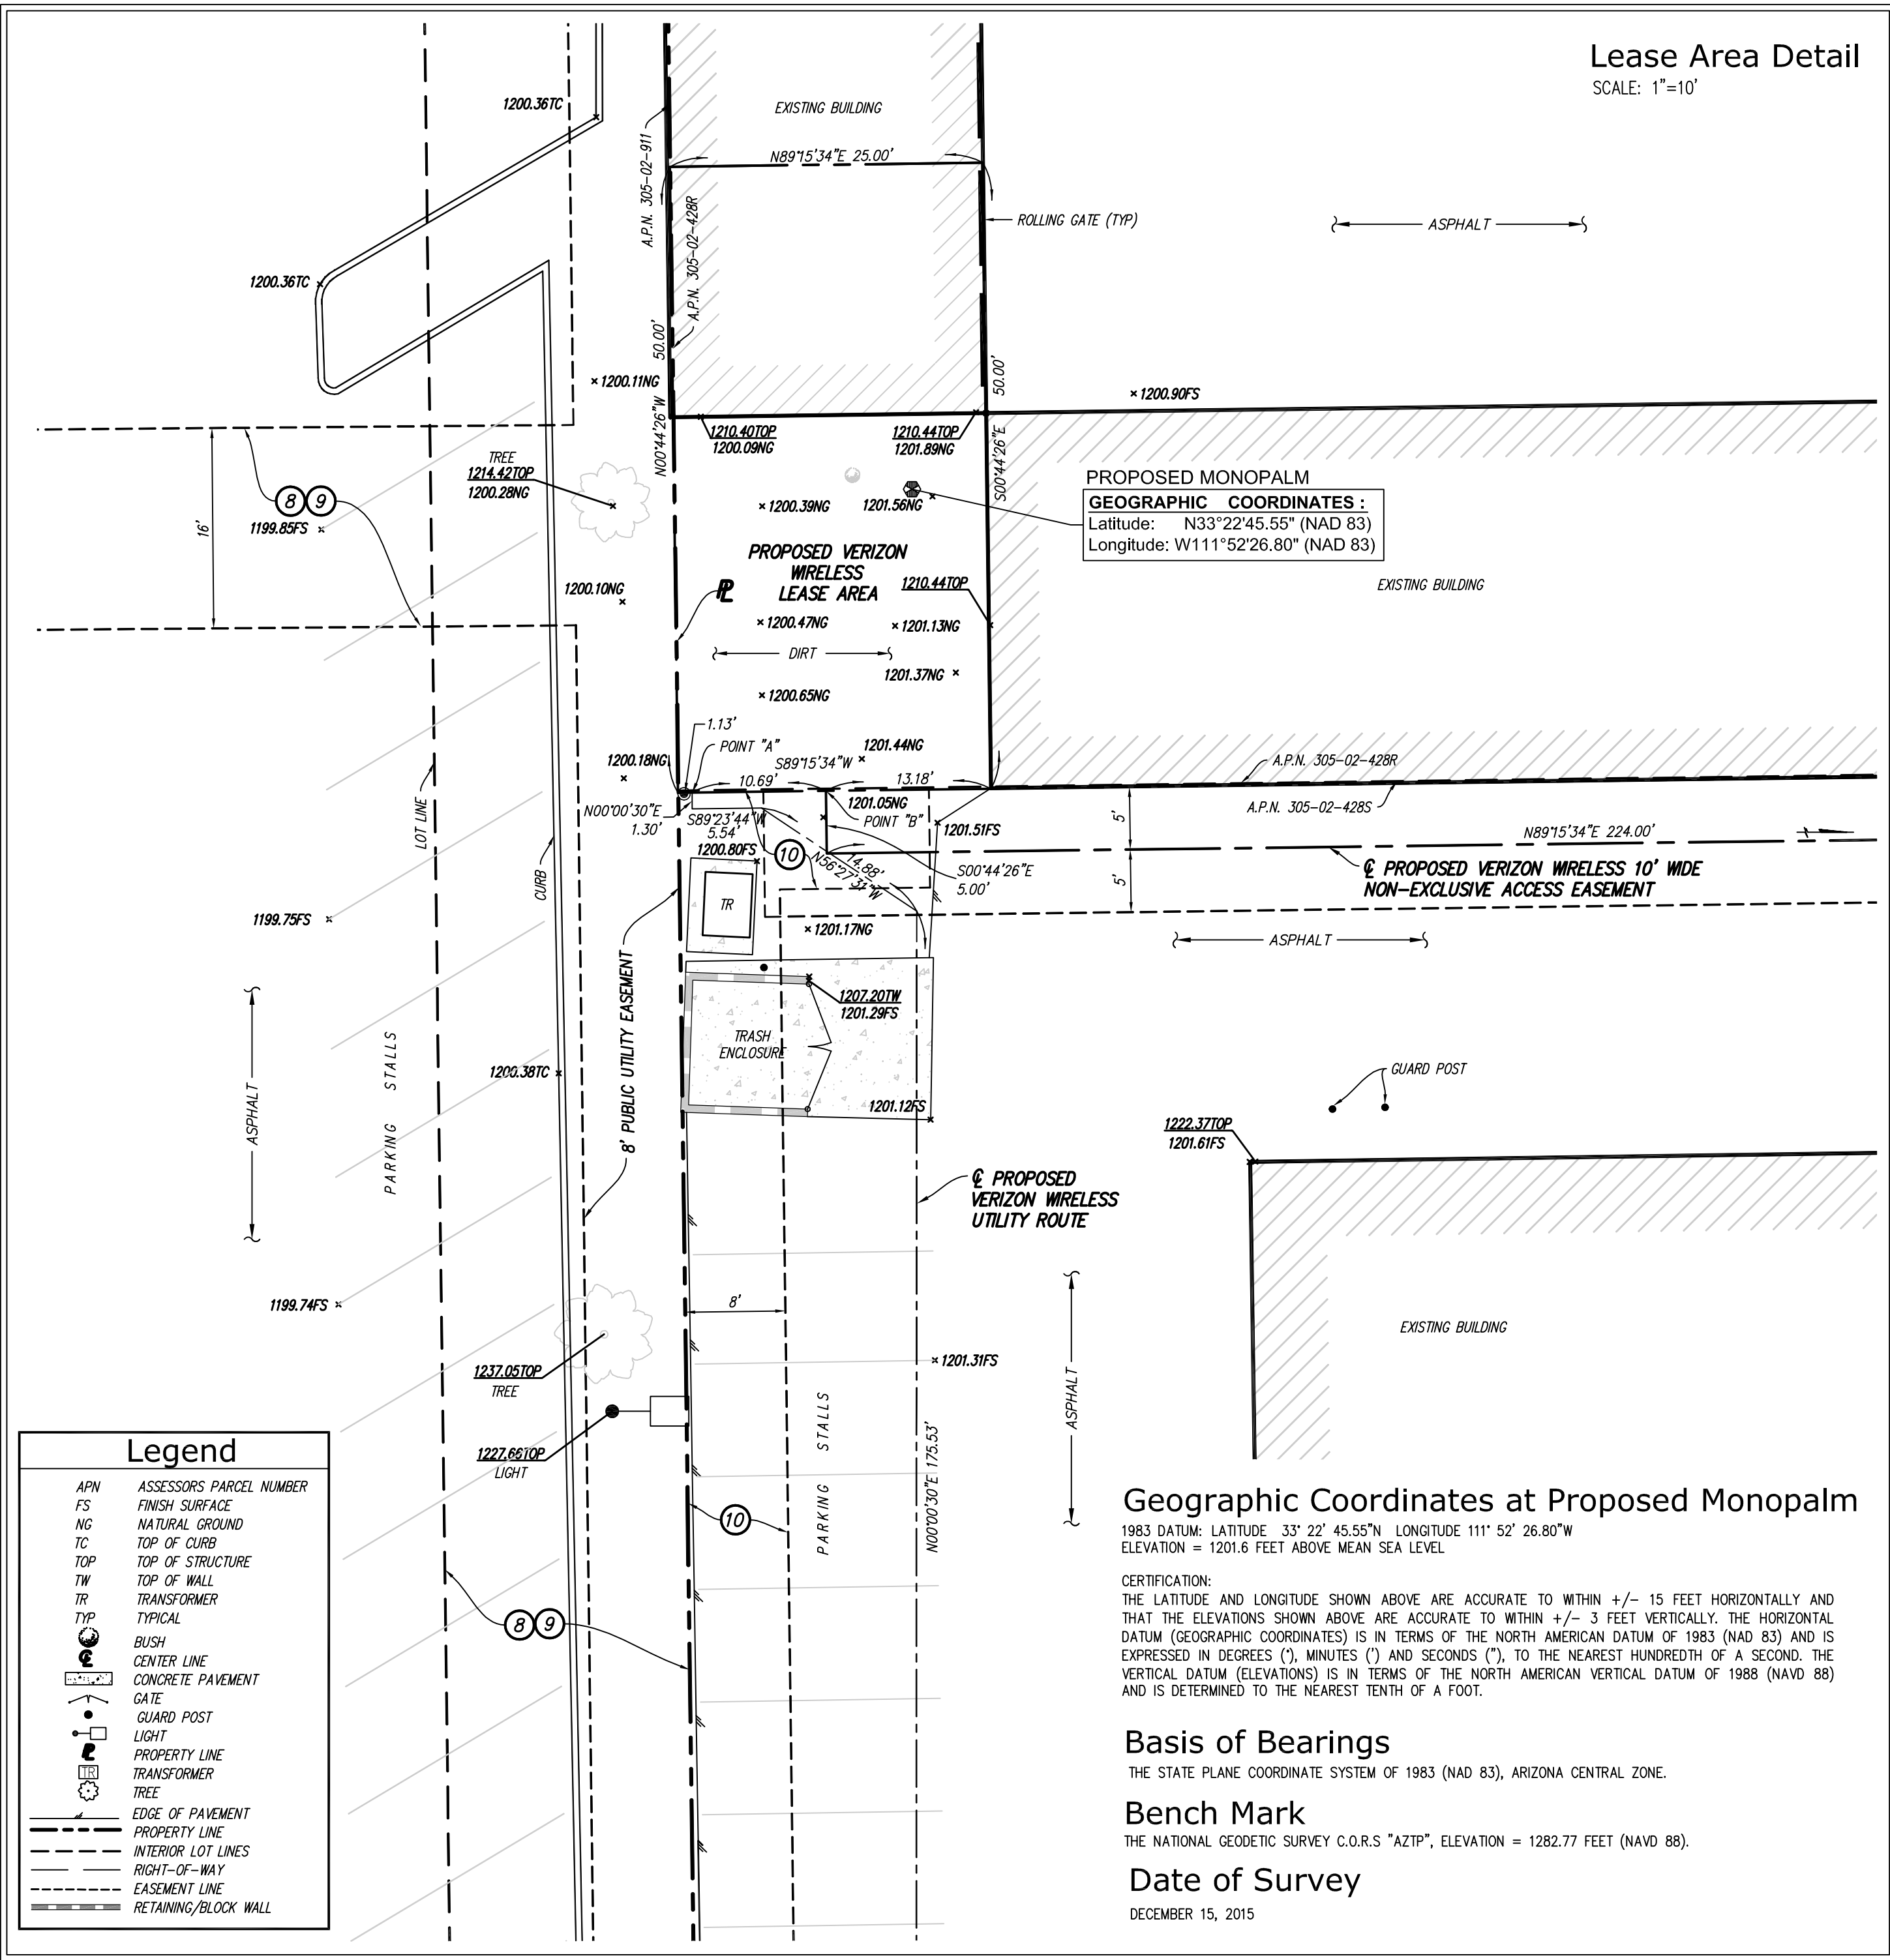 Lease Area Detail
SCALE: 1"=10'
1200.36TC
EXISTING BUILDING
A.P.N. 305-02-911
N89°15'34"E 25.00'
A.P.N. 305-02-428R
ROLLING GATE (TYP)
ASPHALT
1200.36TC
N00°44'26"W 50.00'
50.00'
S00°44'26"E
1200.11NG
1200.90FS
1210.40TOP
1200.09NG
1210.44TOP
1201.89NG
TREE
1214.42TOP
1200.28NG
8 9
16'
1199.85FS
1200.39NG
1201.56NG
PROPOSED MONOPALM
GEOGRAPHIC COORDINATES :
Latitude: N33°22'45.55" (NAD 83)
Longitude: W111°52'26.80" (NAD 83)
PROPOSED VERIZON
WIRELESS
LEASE AREA
1210.44TOP
EXISTING BUILDING
1200.10NG
PL
1200.47NG
1201.13NG
DIRT
1201.37NG
1200.65NG
1.13'
POINT "A"
1201.44NG
1200.18NG
S89°15'34"W
10.69'
13.18'
A.P.N. 305-02-428R
A.P.N. 305-02-428S
N00°00'30"E
1.30'
S89°23'44"W
5.54'
1201.05NG
POINT "B"
1201.51FS
5'
N89°15'34"E 224.00'
LOT LINE
1200.80FS
10
14.88'
N56°27'31"W
S00°44'26"E
5.00'
5'
CL PROPOSED VERIZON WIRELESS 10' WIDE
NON-EXCLUSIVE ACCESS EASEMENT
CURB
TR
1199.75FS
1201.17NG
ASPHALT
8' PUBLIC UTILITY EASEMENT
1207.20TW
1201.29FS
TRASH
ENCLOSURE
PARKING STALLS
ASPHALT
1200.38TC
1201.12FS
GUARD POST
1222.37TOP
1201.61FS
CL PROPOSED
VERIZON WIRELESS
UTILITY ROUTE
1199.74FS
8'
EXISTING BUILDING
1201.31FS
1237.05TOP
TREE
ASPHALT
PARKING STALLS
N00°00'30"E 175.53'
1227.66TOP
LIGHT
10
8 9
Legend
APN ASSESSORS PARCEL NUMBER
FS FINISH SURFACE
NG NATURAL GROUND
TC TOP OF CURB
TOP TOP OF STRUCTURE
TW TOP OF WALL
TR TRANSFORMER
TYP TYPICAL
BUSH
CL CENTER LINE
CONCRETE PAVEMENT
GATE
GUARD POST
LIGHT
PL PROPERTY LINE
TR TRANSFORMER
TREE
EDGE OF PAVEMENT
PROPERTY LINE
INTERIOR LOT LINES
RIGHT-OF-WAY
EASEMENT LINE
RETAINING/BLOCK WALL
Geographic Coordinates at Proposed Monopalm
1983 DATUM: LATITUDE 33° 22' 45.55"N LONGITUDE 111° 52' 26.80"W
ELEVATION = 1201.6 FEET ABOVE MEAN SEA LEVEL
CERTIFICATION:
THE LATITUDE AND LONGITUDE SHOWN ABOVE ARE ACCURATE TO WITHIN +/- 15 FEET HORIZONTALLY AND
THAT THE ELEVATIONS SHOWN ABOVE ARE ACCURATE TO WITHIN +/- 3 FEET VERTICALLY. THE HORIZONTAL
DATUM (GEOGRAPHIC COORDINATES) IS IN TERMS OF THE NORTH AMERICAN DATUM OF 1983 (NAD 83) AND IS
EXPRESSED IN DEGREES (°), MINUTES (') AND SECONDS ("), TO THE NEAREST HUNDREDTH OF A SECOND. THE
VERTICAL DATUM (ELEVATIONS) IS IN TERMS OF THE NORTH AMERICAN VERTICAL DATUM OF 1988 (NAVD 88)
AND IS DETERMINED TO THE NEAREST TENTH OF A FOOT.
Basis of Bearings
THE STATE PLANE COORDINATE SYSTEM OF 1983 (NAD 83), ARIZONA CENTRAL ZONE.
Bench Mark
THE NATIONAL GEODETIC SURVEY C.O.R.S "AZTP", ELEVATION = 1282.77 FEET (NAVD 88).
Date of Survey
DECEMBER 15, 2015